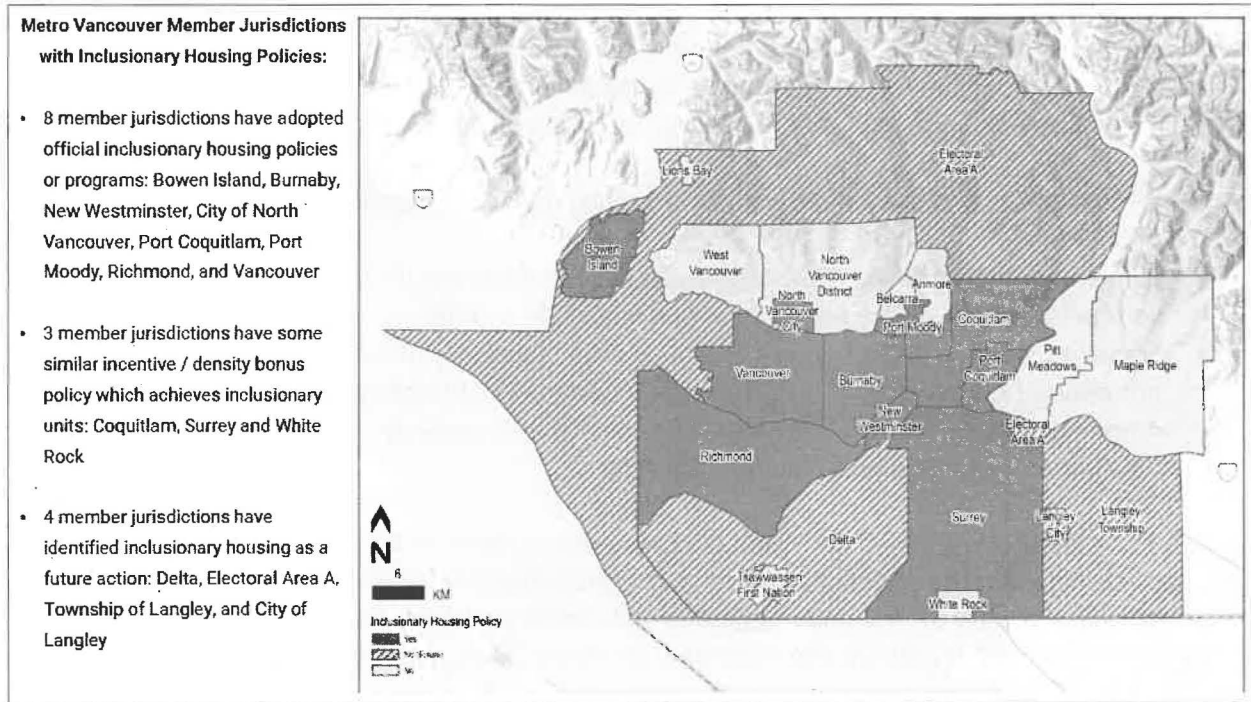 Metro Vancouver Member Jurisdictions
with Inclusionary Housing Policies:
• 8 member jurisdictions have adopted
official inclusionary housing policies
or programs: Bowen Island, Burnaby,
New Westminster, City of North
Vancouver, Port Coquitlam, Port
Moody, Richmond, and Vancouver
• 3 member jurisdictions have some
similar incentive / density bonus
policy which achieves inclusionary
units: Coquitlam, Surrey and White
Rock
• 4 member jurisdictions have
identified inclusionary housing as a
future action: Delta, Electoral Area A,
Township of Langley, and City of
Langley
Electoral
Area A
Lions Bay
Bowen
Island
West
Vancouver
North
Vancouver
District
Anmore
Belcarra
North
Vancouver
City
Port Moody
Coquitlam
Pitt
Meadows
Maple Ridge
Port
Coquitlam
Vancouver
Burnaby
New
Westminster
Electoral
Area A
Richmond
Surrey
Langley
City
Langley
Township
Delta
Tsawwassen
First Nation
White Rock
N
6
KM
Inclusionary Housing Policy
Yes
No